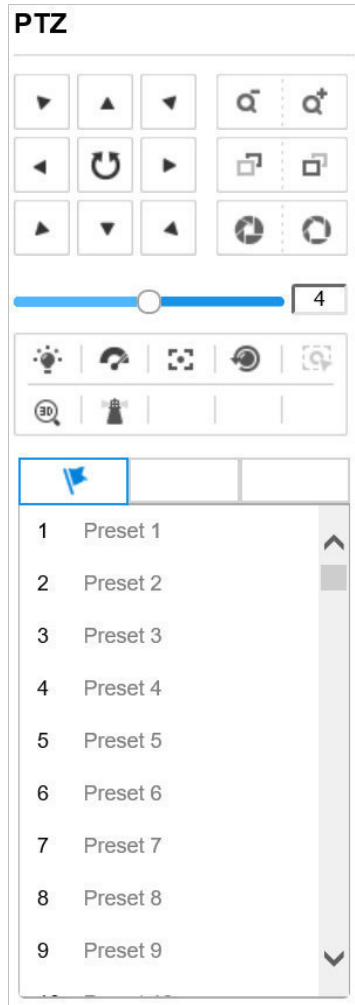 PTZ
4
3D
1 Preset 1
2 Preset 2
3 Preset 3
4 Preset 4
5 Preset 5
6 Preset 6
7 Preset 7
8 Preset 8
9 Preset 9